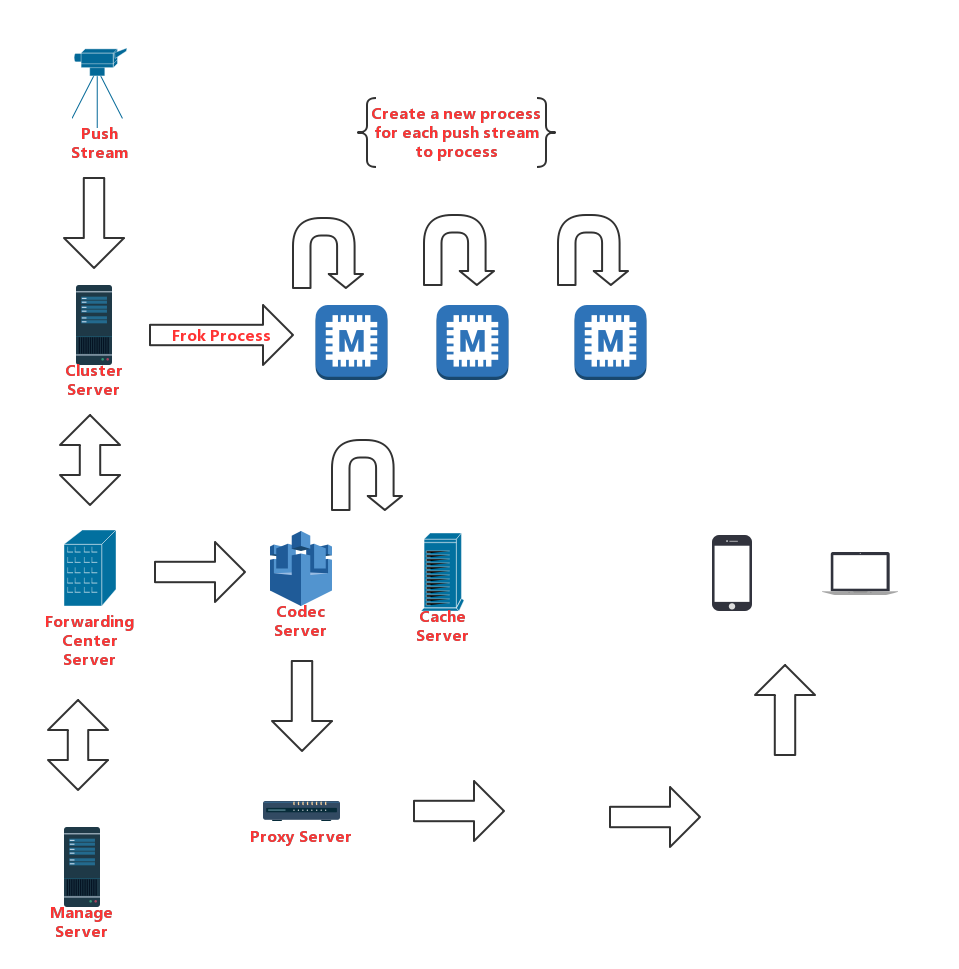 Push
Stream
Create a new process
for each push stream
to process
Frok Process
M
M
M
Cluster
Server
Forwarding
Center
Server
Codec
Server
Cache
Server
Proxy Server
Manage
Server